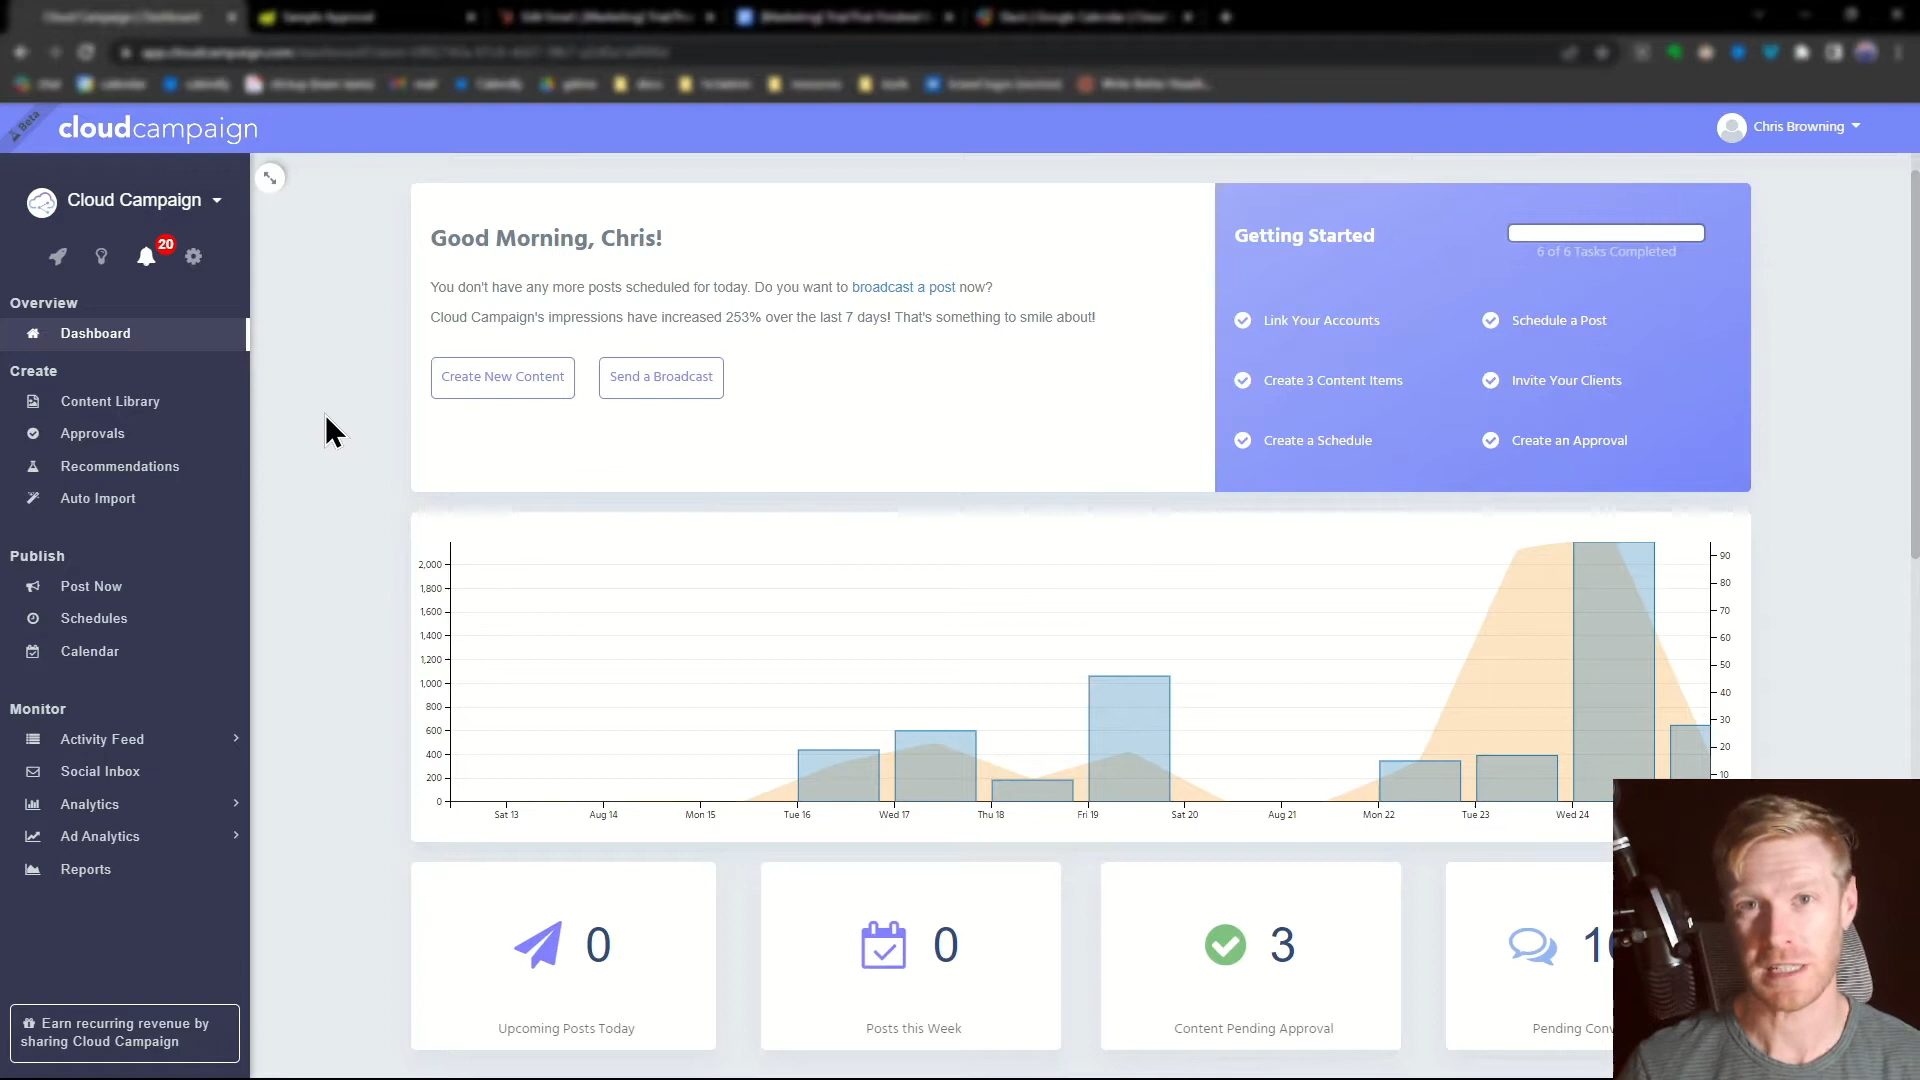 Sample Approval
Beta
cloudcampaign
Chris Browning
Cloud Campaign
20
Overview
Dashboard
Create
Content Library
Approvals
Recommendations
Auto Import
Publish
Post Now
Schedules
Calendar
Monitor
Activity Feed
Social Inbox
Analytics
Ad Analytics
Reports
Earn recurring revenue by
sharing Cloud Campaign
Good Morning, Chris!
You don't have any more posts scheduled for today. Do you want to broadcast a post now?
Cloud Campaign's impressions have increased 253% over the last 7 days! That's something to smile about!
Create New Content
Send a Broadcast
Getting Started
6 of 6 Tasks Completed
Link Your Accounts
Schedule a Post
Create 3 Content Items
Invite Your Clients
Create a Schedule
Create an Approval
2,000
1,800
1,600
1,400
1,200
1,000
800
600
400
200
0
90
80
70
60
50
40
30
20
10
Sat 13
Aug 14
Mon 15
Tue 16
Wed 17
Thu 18
Fri 19
Sat 20
Aug 21
Mon 22
Tue 23
Wed 24
0
Upcoming Posts Today
0
Posts this Week
3
Content Pending Approval
Pending